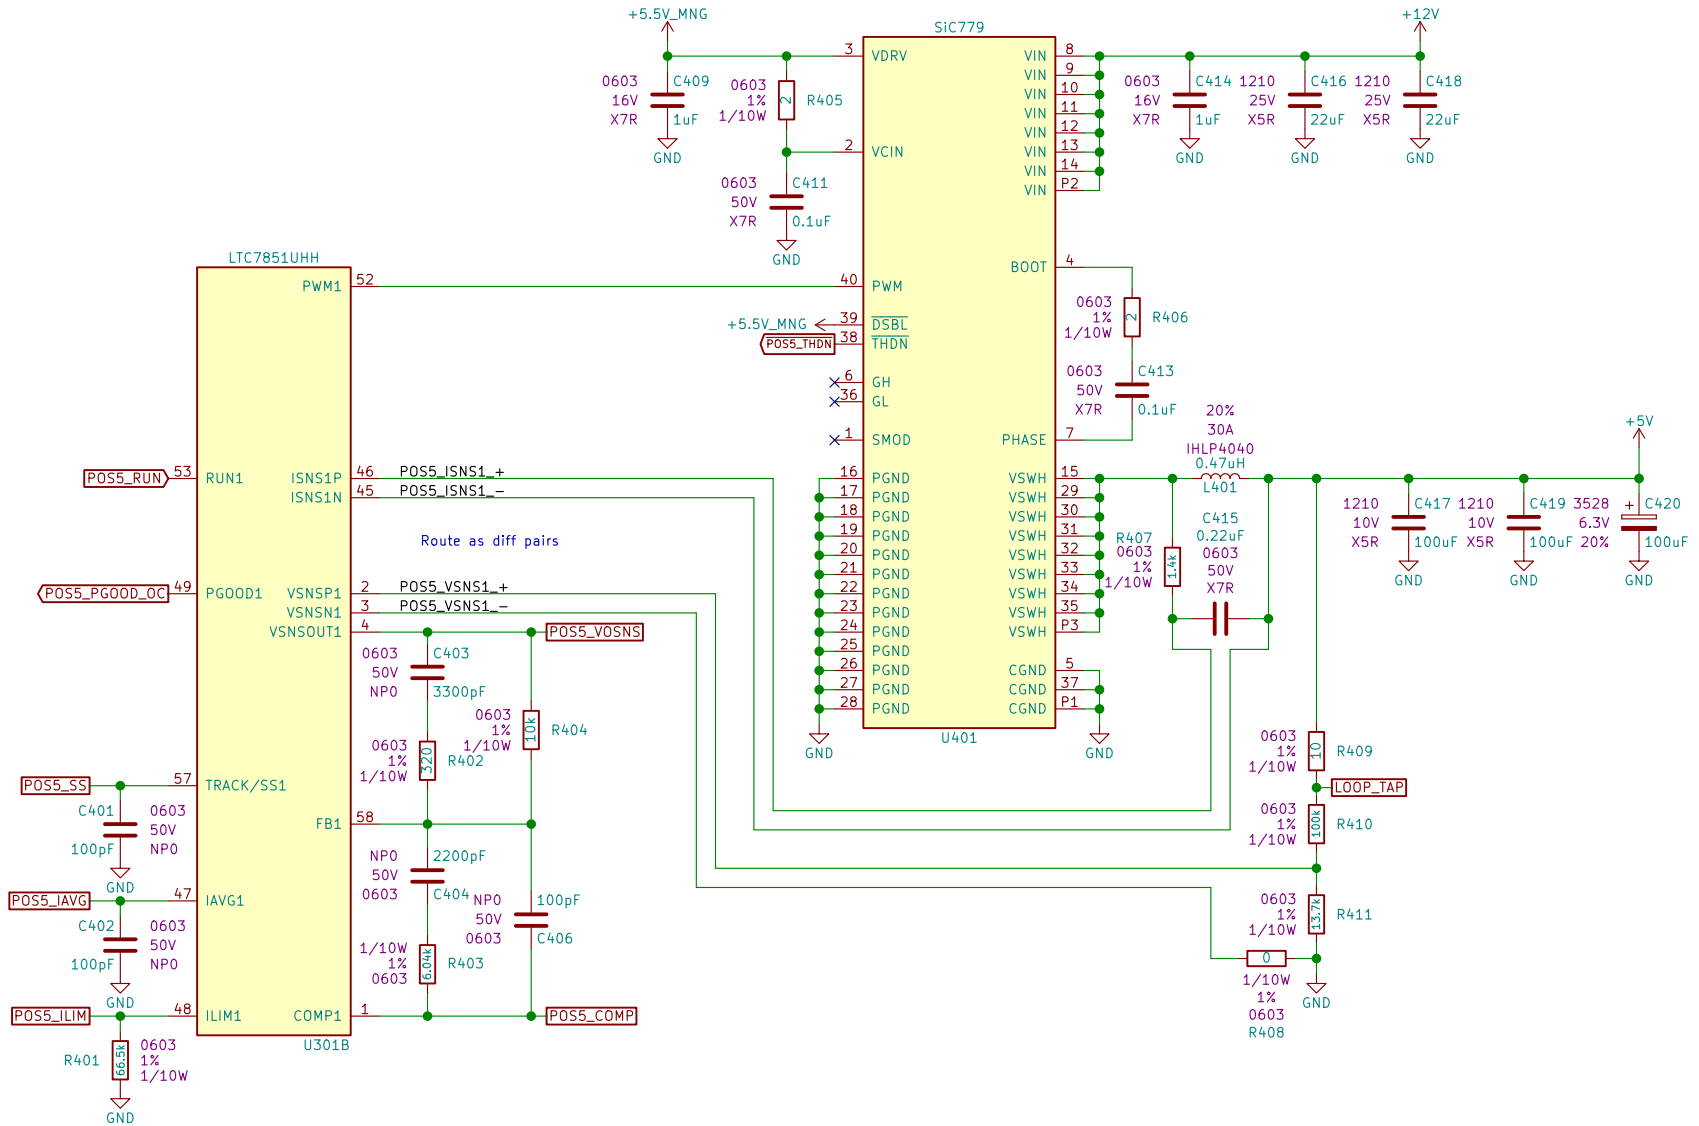 +5.5V_MNG
SiC779
+12V
3
VDRV
VIN
8
VIN
9
VIN
10
VIN
11
VIN
12
VIN
13
VIN
14
VIN
P2
0603
16V
X7R
C409
1uF
GND
0603
1%
1/10W
2
R405
2
VCIN
0603
50V
X7R
C411
0.1uF
GND
0603
16V
X7R
C414
1uF
GND
1210
25V
X5R
C416
22uF
GND
1210
25V
X5R
C418
22uF
GND
LTC7851UHH
PWM1
52
40
PWM
+5.5V_MNG
39
DSBL
POS5_THDN
38
THDN
6
GH
36
GL
1
SMOD
BOOT
4
0603
1%
1/10W
2
R406
0603
50V
X7R
C413
0.1uF
PHASE
7
20%
30A
IHLP4040
0.47uH
L401
+5V
POS5_RUN
53
RUN1
ISNS1P
46
POS5_ISNS1_+
ISNS1N
45
POS5_ISNS1_-
Route as diff pairs
16
PGND
17
PGND
18
PGND
19
PGND
20
PGND
21
PGND
22
PGND
23
PGND
24
PGND
25
PGND
26
PGND
27
PGND
28
PGND
GND
VSWH
15
VSWH
29
VSWH
30
VSWH
31
VSWH
32
VSWH
33
VSWH
34
VSWH
35
VSWH
P3
CGND
5
CGND
37
CGND
P1
GND
U401
R407
0603
1%
1/10W
1.4k
C415
0.22uF
0603
50V
X7R
1210
10V
X5R
C417
100uF
GND
1210
10V
X5R
C419
100uF
GND
3528
6.3V
20%
+
C420
100uF
GND
POS5_PGOOD_OC
49
PGOOD1
VSNSP1
2
POS5_VSNS1_+
VSNSN1
3
POS5_VSNS1_-
VSNSOUT1
4
POS5_VOSNS
0603
50V
NP0
C403
3300pF
0603
1%
1/10W
320
R402
0603
1%
1/10W
10k
R404
POS5_SS
57
TRACK/SS1
C401
100pF
0603
50V
NP0
GND
FB1
58
NP0
50V
0603
2200pF
C404
1/10W
1%
0603
6.04k
R403
NP0
50V
0603
100pF
C406
POS5_IAVG
47
IAVG1
C402
100pF
0603
50V
NP0
GND
POS5_ILIM
48
ILIM1
COMP1
1
POS5_COMP
U301B
R401
66.5k
0603
1%
1/10W
GND
0603
1%
1/10W
10
R409
LOOP_TAP
0603
1%
1/10W
100k
R410
0603
1%
1/10W
13.7k
R411
0
1/10W
1%
0603
R408
GND